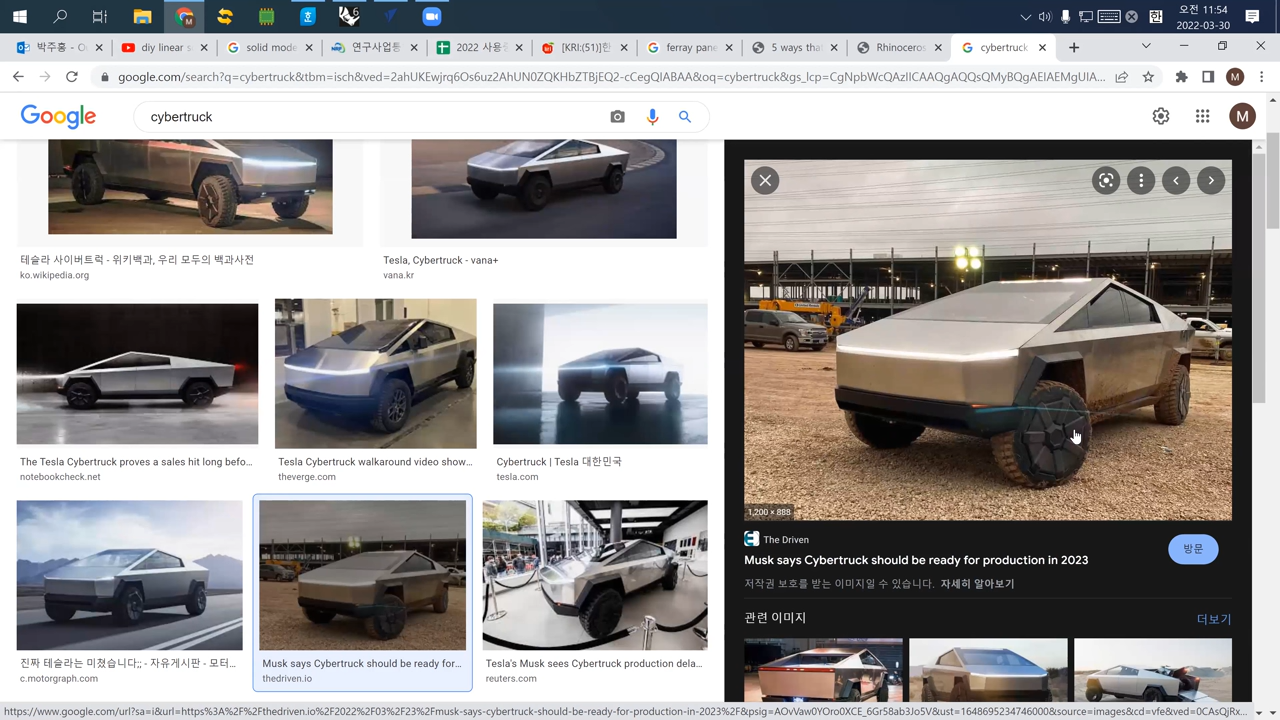 오전 11:54
2022-03-30
한
6
박주홍 - Oı
diy linear s
solid mode
연구사업통
2022 사용
[KRI:(51)]한
ferray pane
5 ways that
Rhinoceros
cybertruck
google.com/search?q=cybertruck&tbm=isch&ved=2ahUKEwjrq6Os6uz2AhUN0ZQKHbZTBjEQ2-cCegQIABAA&oq=cybertruck&gs_lcp=CgNpbWcQAzIICAAQgAQQsQMyBQgAEIAEMgUIA...
M
Google
cybertruck
M
테슬라 사이버트럭 - 위키백과, 우리 모두의 백과사전
ko.wikipedia.org
Tesla, Cybertruck - vana+
vana.kr
The Tesla Cybertruck proves a sales hit long befo...
notebookcheck.net
Tesla Cybertruck walkaround video show...
theverge.com
Cybertruck | Tesla 대한민국
tesla.com
진짜 테슬라는 미쳤습니다;; - 자유게시판 - 모터...
c.motorgraph.com
Musk says Cybertruck should be ready for...
thedriven.io
Tesla's Musk sees Cybertruck production dela...
reuters.com
1,200 × 888
The Driven
Musk says Cybertruck should be ready for production in 2023
방문
저작권 보호를 받는 이미지일 수 있습니다. 자세히 알아보기
관련 이미지
더보기
https://www.google.com/url?sa=i&url=https%3A%2F%2Fthedriven.io%2F2022%2F03%2F23%2Fmusk-says-cybertruck-should-be-ready-for-production-in-2023%2F&psig=AOvVaw0YOro0XCE_6Gr58ab3Jo5V&ust=1648695234746000&source=images&cd=vfe&ved=0CAsQjRx...